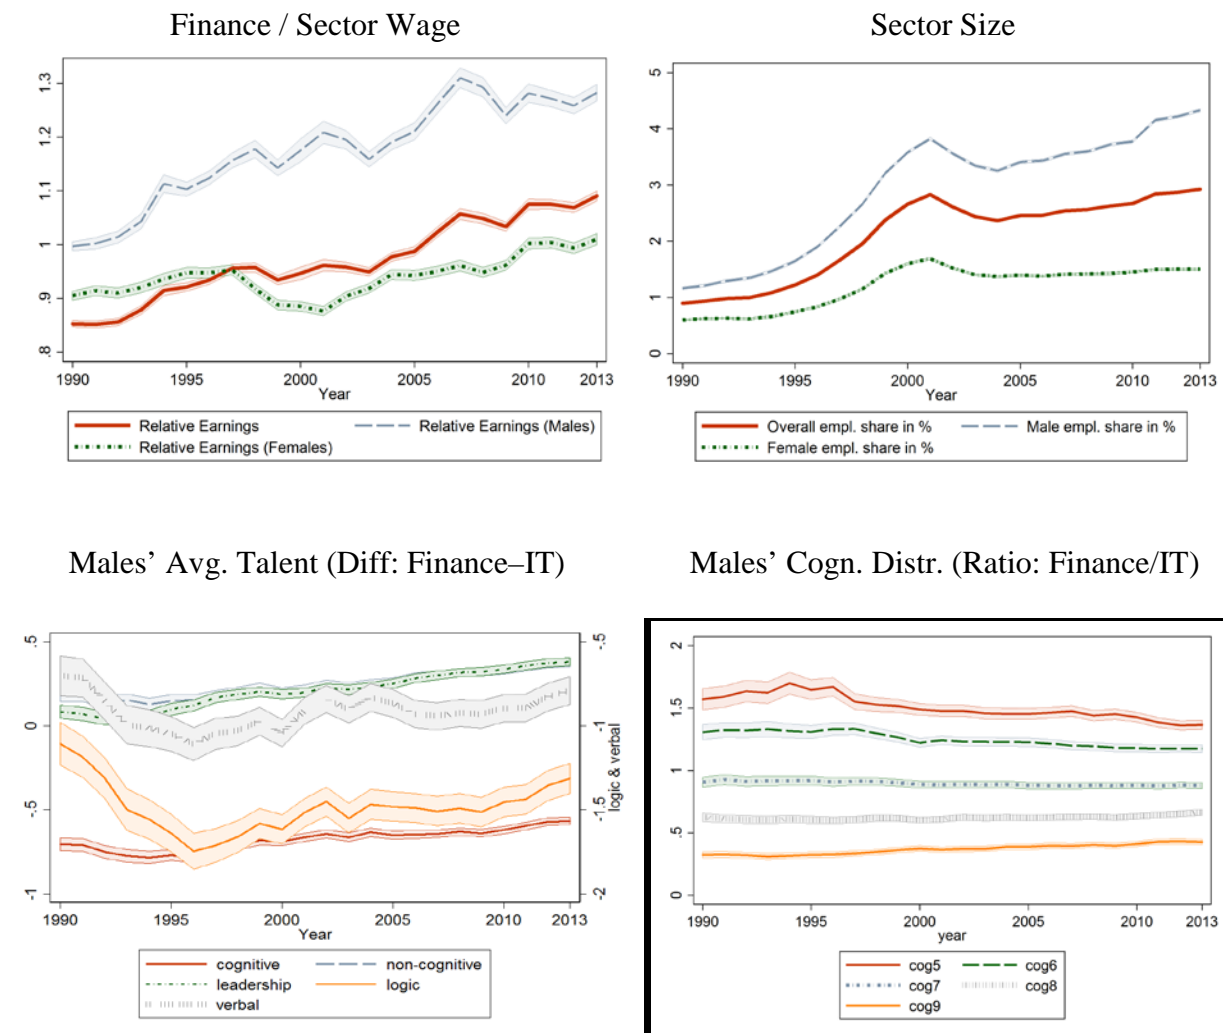 Finance / Sector Wage
1.3
1.2
1.1
1
.9
.8
1990
1995
2000
2005
2010
2013
Year
Relative Earnings
Relative Earnings (Males)
Relative Earnings (Females)
Sector Size
5
4
3
2
1
0
1990
1995
2000
2005
2010
2013
Year
Overall empl. share in %
Male empl. share in %
Female empl. share in %
Males’ Avg. Talent (Diff: Finance–IT)
.5
0
-.5
-1
-.5
-1
-1.5
-2
logic & verbal
1990
1995
2000
2005
2010
2013
Year
cognitive
non-cognitive
leadership
logic
verbal
Males’ Cogn. Distr. (Ratio: Finance/IT)
2
1.5
1
.5
0
1990
1995
2000
2005
2010
2013
year
cog5
cog6
cog7
cog8
cog9